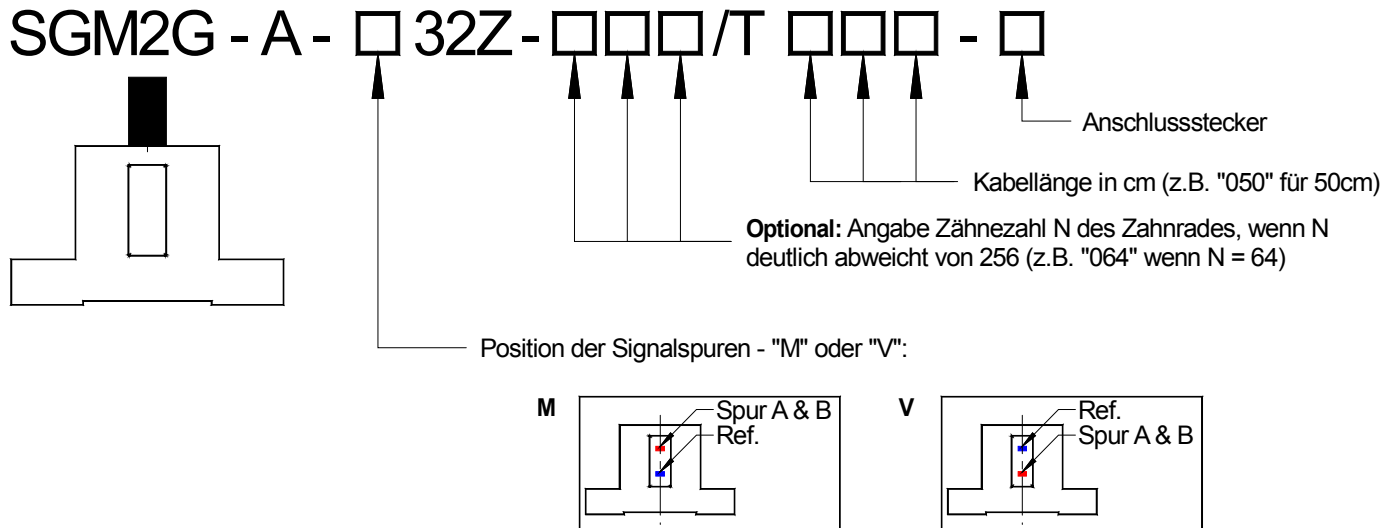 SGM2G - A - □ 32Z - □□□ /T □□□ - □
Anschlussstecker
Kabellänge in cm (z.B. "050" für 50cm)
Optional: Angabe Zähnezahl N des Zahnrades, wenn N
deutlich abweicht von 256 (z.B. "064" wenn N = 64)
Position der Signalspuren - "M" oder "V":
M
Spur A & B
Ref.
V
Ref.
Spur A & B